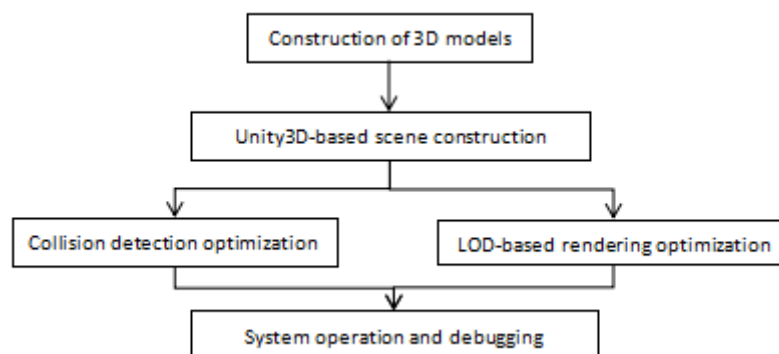 Construction of 3D models
Unity3D-based scene construction
Collision detection optimization
LOD-based rendering optimization
System operation and debugging